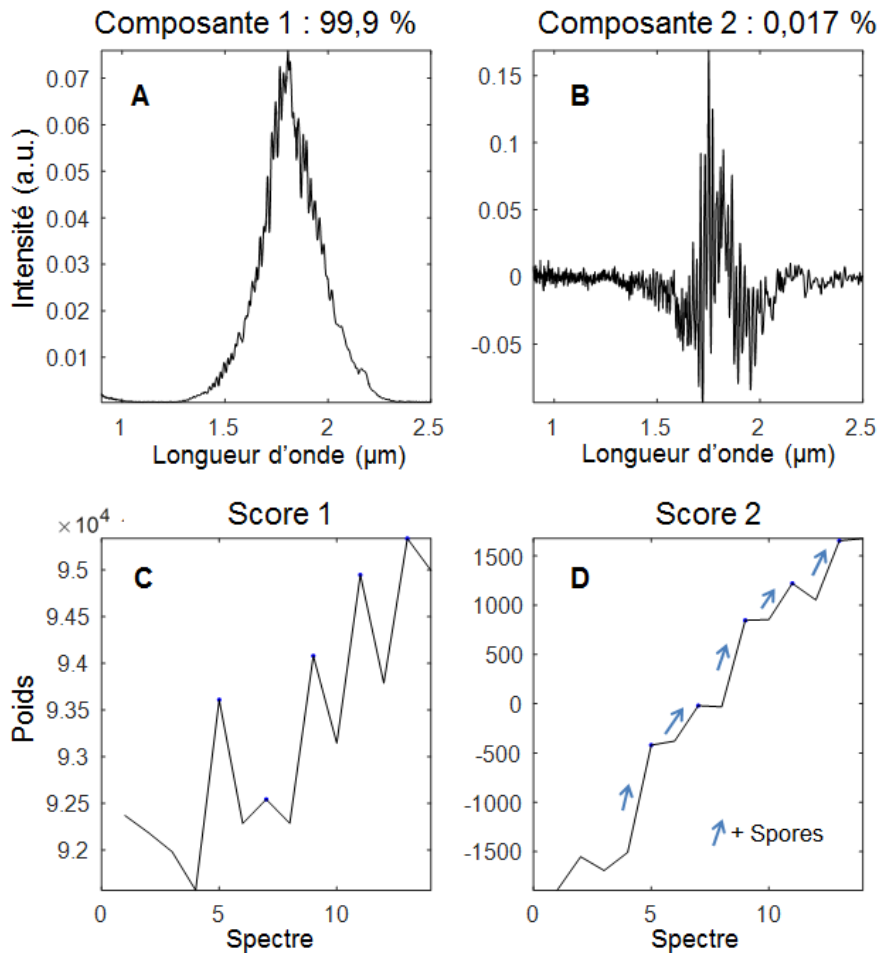 Composante 1 : 99,9 %
Composante 2 : 0,017 %
A
0.07
0.06
0.05
0.04
0.03
0.02
0.01
Intensité (a.u.)
1 1.5 2 2.5
Longueur d'onde (µm)
B
0.15
0.1
0.05
0
-0.05
1 1.5 2 2.5
Longueur d'onde (µm)
Score 1
×10⁴
C
9.5
9.45
9.4
9.35
9.3
9.25
9.2
Poids
0 5 10
Spectre
Score 2
D
1500
1000
500
0
-500
-1000
-1500
+ Spores
0 5 10
Spectre